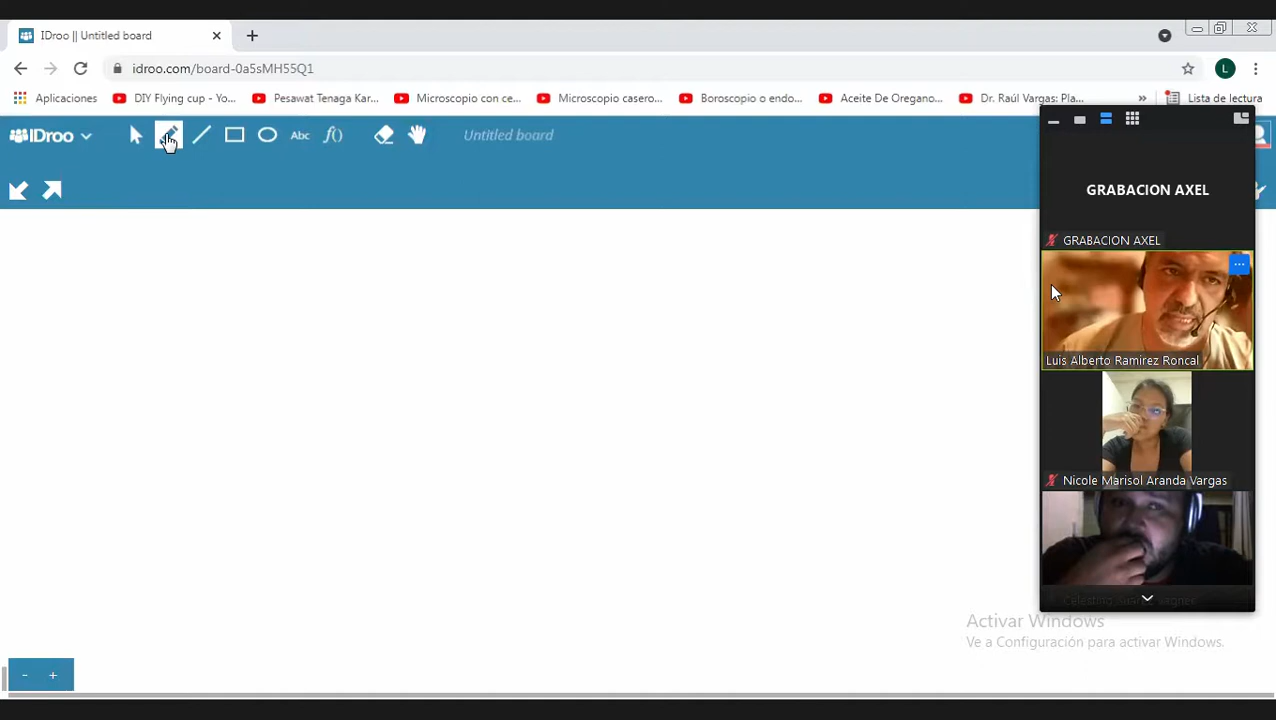 IDroo || Untitled board
idroo.com/board-0a5sMH55Q1
Aplicaciones
DIY Flying cup - Yo...
Pesawat Tenaga Kar...
Microscopio con ce...
Microscopio casero...
Boroscopio o endo...
Aceite De Oregano...
Dr. Raúl Vargas: Pla...
»
Lista de lectura
L
IDroo
Abc
f()
Untitled board
GRABACION AXEL
GRABACION AXEL
Luis Alberto Ramirez Roncal
Nicole Marisol Aranda Vargas
Activar Windows
Ve a Configuración para activar Windows.
- +